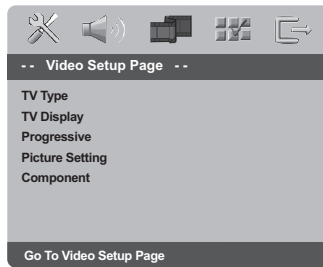 - - Video Setup Page - -
TV Type
TV Display
Progressive
Picture Setting
Component
Go To Video Setup Page